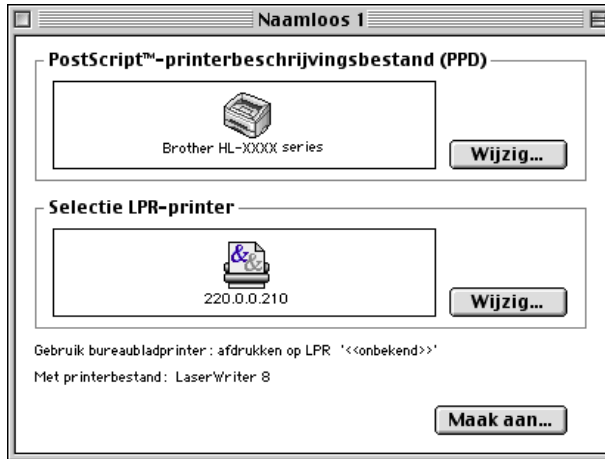 Naamloos 1
PostScript™-printerbeschrijvingsbestand (PPD)
Brother HL-XXXX series
Wijzig...
Selectie LPR-printer
220.0.0.210
Wijzig...
Gebruik bureaubladprinter: afdrukken op LPR '<<onbekend>>'
Met printerbestand: LaserWriter 8
Maak aan...